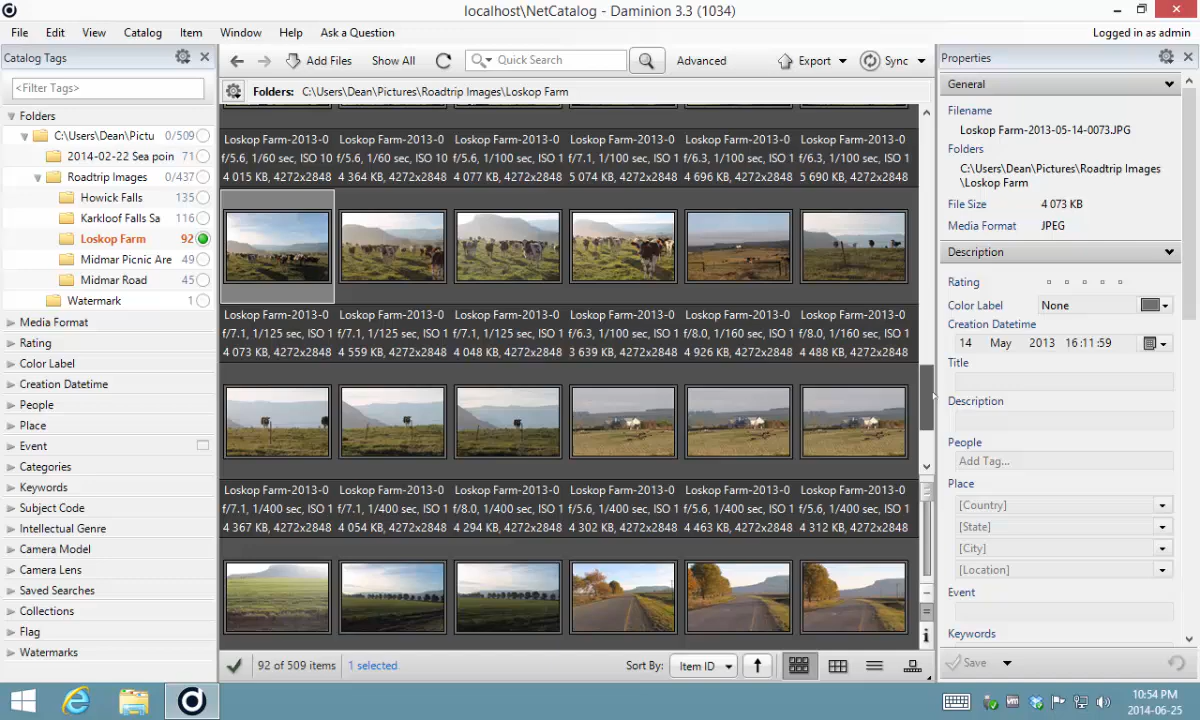 localhost\NetCatalog - Daminion 3.3 (1034)
File Edit View Catalog Item Window Help Ask a Question
Logged in as admin
Catalog Tags
<Filter Tags>
Folders
C:\Users\Dean\Pictu 0/509
2014-02-22 Sea poin 71
Roadtrip Images 0/437
Howick Falls 135
Karkloof Falls Sa 116
Loskop Farm 92
Midmar Picnic Are 49
Midmar Road 45
Watermark 1
Media Format
Rating
Color Label
Creation Datetime
People
Place
Event
Categories
Keywords
Subject Code
Intellectual Genre
Camera Model
Camera Lens
Saved Searches
Collections
Flag
Watermarks
Add Files Show All Quick Search Advanced Export Sync
Folders: C:\Users\Dean\Pictures\Roadtrip Images\Loskop Farm
Loskop Farm-2013-0 Loskop Farm-2013-0 Loskop Farm-2013-0 Loskop Farm-2013-0 Loskop Farm-2013-0 Loskop Farm-2013-0
f/5.6, 1/60 sec, ISO 10 f/5.6, 1/60 sec, ISO 10 f/5.6, 1/100 sec, ISO 1 f/7.1, 1/100 sec, ISO 1 f/6.3, 1/100 sec, ISO 1 f/6.3, 1/100 sec, ISO 1
4 015 KB, 4272x2848 4 364 KB, 4272x2848 4 077 KB, 4272x2848 5 074 KB, 4272x2848 4 696 KB, 4272x2848 5 690 KB, 4272x2848
Loskop Farm-2013-0 Loskop Farm-2013-0 Loskop Farm-2013-0 Loskop Farm-2013-0 Loskop Farm-2013-0 Loskop Farm-2013-0
f/7.1, 1/125 sec, ISO 1 f/7.1, 1/125 sec, ISO 1 f/7.1, 1/125 sec, ISO 1 f/6.3, 1/100 sec, ISO 1 f/8.0, 1/160 sec, ISO 1 f/8.0, 1/160 sec, ISO 1
4 073 KB, 4272x2848 4 559 KB, 4272x2848 4 048 KB, 4272x2848 3 639 KB, 4272x2848 4 926 KB, 4272x2848 4 488 KB, 4272x2848
Loskop Farm-2013-0 Loskop Farm-2013-0 Loskop Farm-2013-0 Loskop Farm-2013-0 Loskop Farm-2013-0 Loskop Farm-2013-0
f/7.1, 1/400 sec, ISO 1 f/7.1, 1/400 sec, ISO 1 f/8.0, 1/400 sec, ISO 1 f/5.6, 1/400 sec, ISO 1 f/5.6, 1/400 sec, ISO 1 f/5.6, 1/400 sec, ISO 1
4 367 KB, 4272x2848 4 054 KB, 4272x2848 4 294 KB, 4272x2848 4 302 KB, 4272x2848 4 463 KB, 4272x2848 4 312 KB, 4272x2848
92 of 509 items 1 selected Sort By: Item ID
Properties
General
Filename
Loskop Farm-2013-05-14-0073.JPG
Folders
C:\Users\Dean\Pictures\Roadtrip Images
\Loskop Farm
File Size 4 073 KB
Media Format JPEG
Description
Rating
Color Label None
Creation Datetime
14 May 2013 16:11:59
Title
Description
People
Add Tag...
Place
[Country]
[State]
[City]
[Location]
Event
Keywords
Save
10:54 PM
2014-06-25